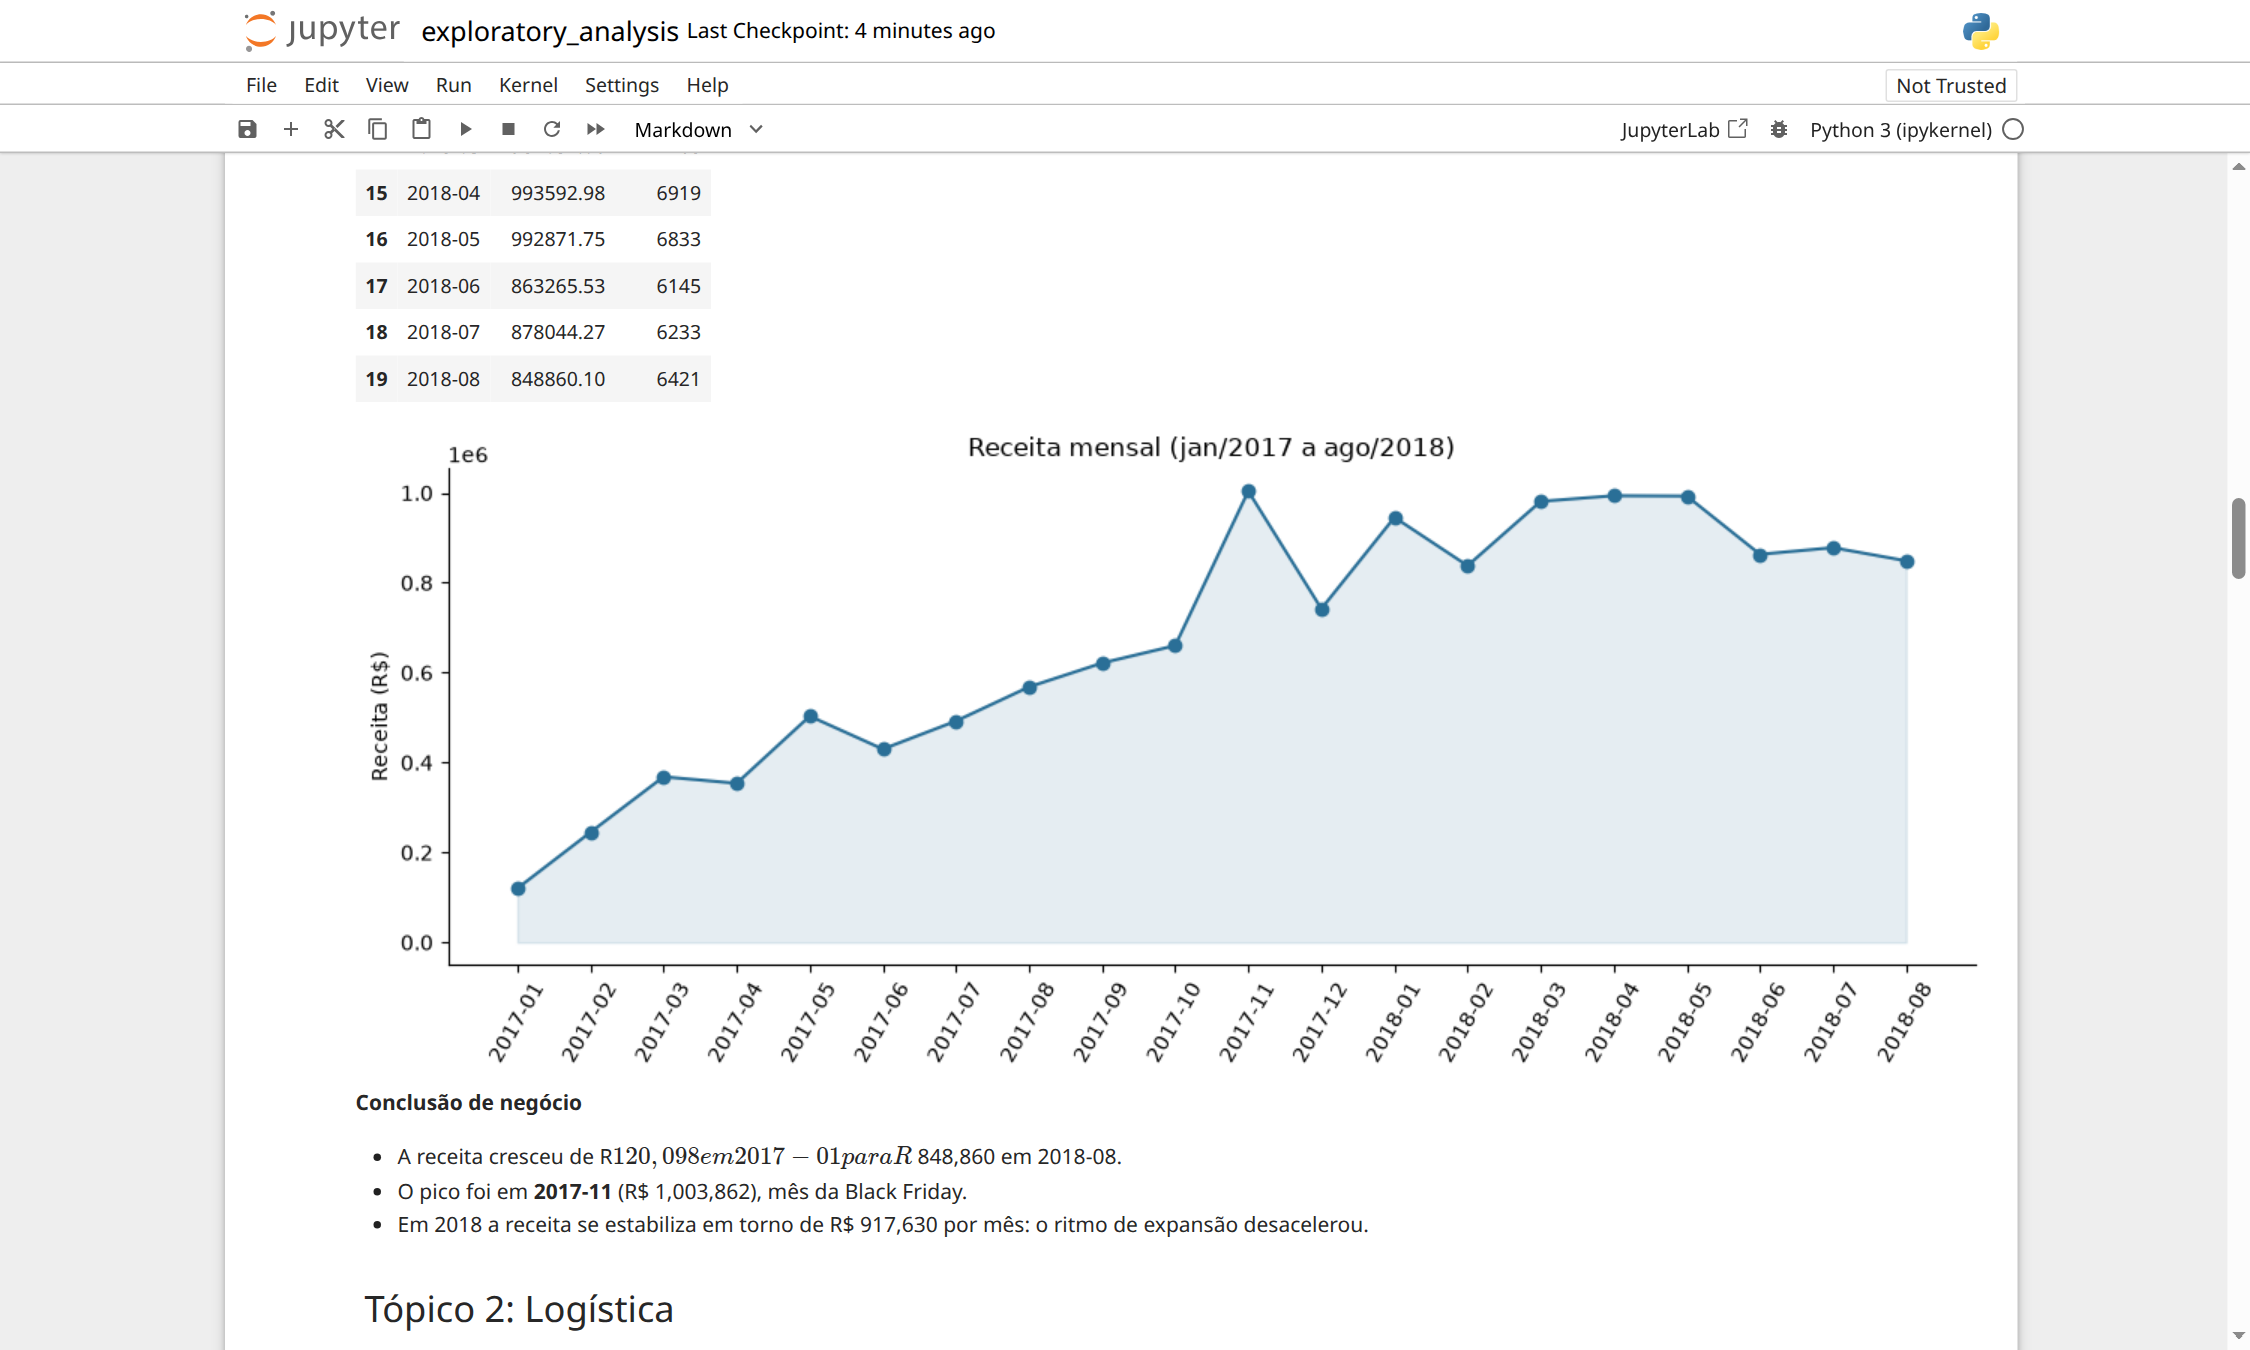 jupyter exploratory_analysis Last Checkpoint: 4 minutes ago
File Edit View Run Kernel Settings Help Not Trusted
Markdown JupyterLab Python 3 (ipykernel)
15 2018-04 993592.98 6919
16 2018-05 992871.75 6833
17 2018-06 863265.53 6145
18 2018-07 878044.27 6233
19 2018-08 848860.10 6421
Receita mensal (jan/2017 a ago/2018)
1e6
1.0
0.8
0.6
0.4
0.2
0.0
Receita (R$)
2017-01 2017-02 2017-03 2017-04 2017-05 2017-06 2017-07 2017-08 2017-09 2017-10 2017-11 2017-12 2018-01 2018-02 2018-03 2018-04 2018-05 2018-06 2018-07 2018-08
Conclusão de negócio
• A receita cresceu de R120,098em2017−01paraR 848,860 em 2018-08.
• O pico foi em 2017-11 (R$ 1,003,862), mês da Black Friday.
• Em 2018 a receita se estabiliza em torno de R$ 917,630 por mês: o ritmo de expansão desacelerou.
Tópico 2: Logística